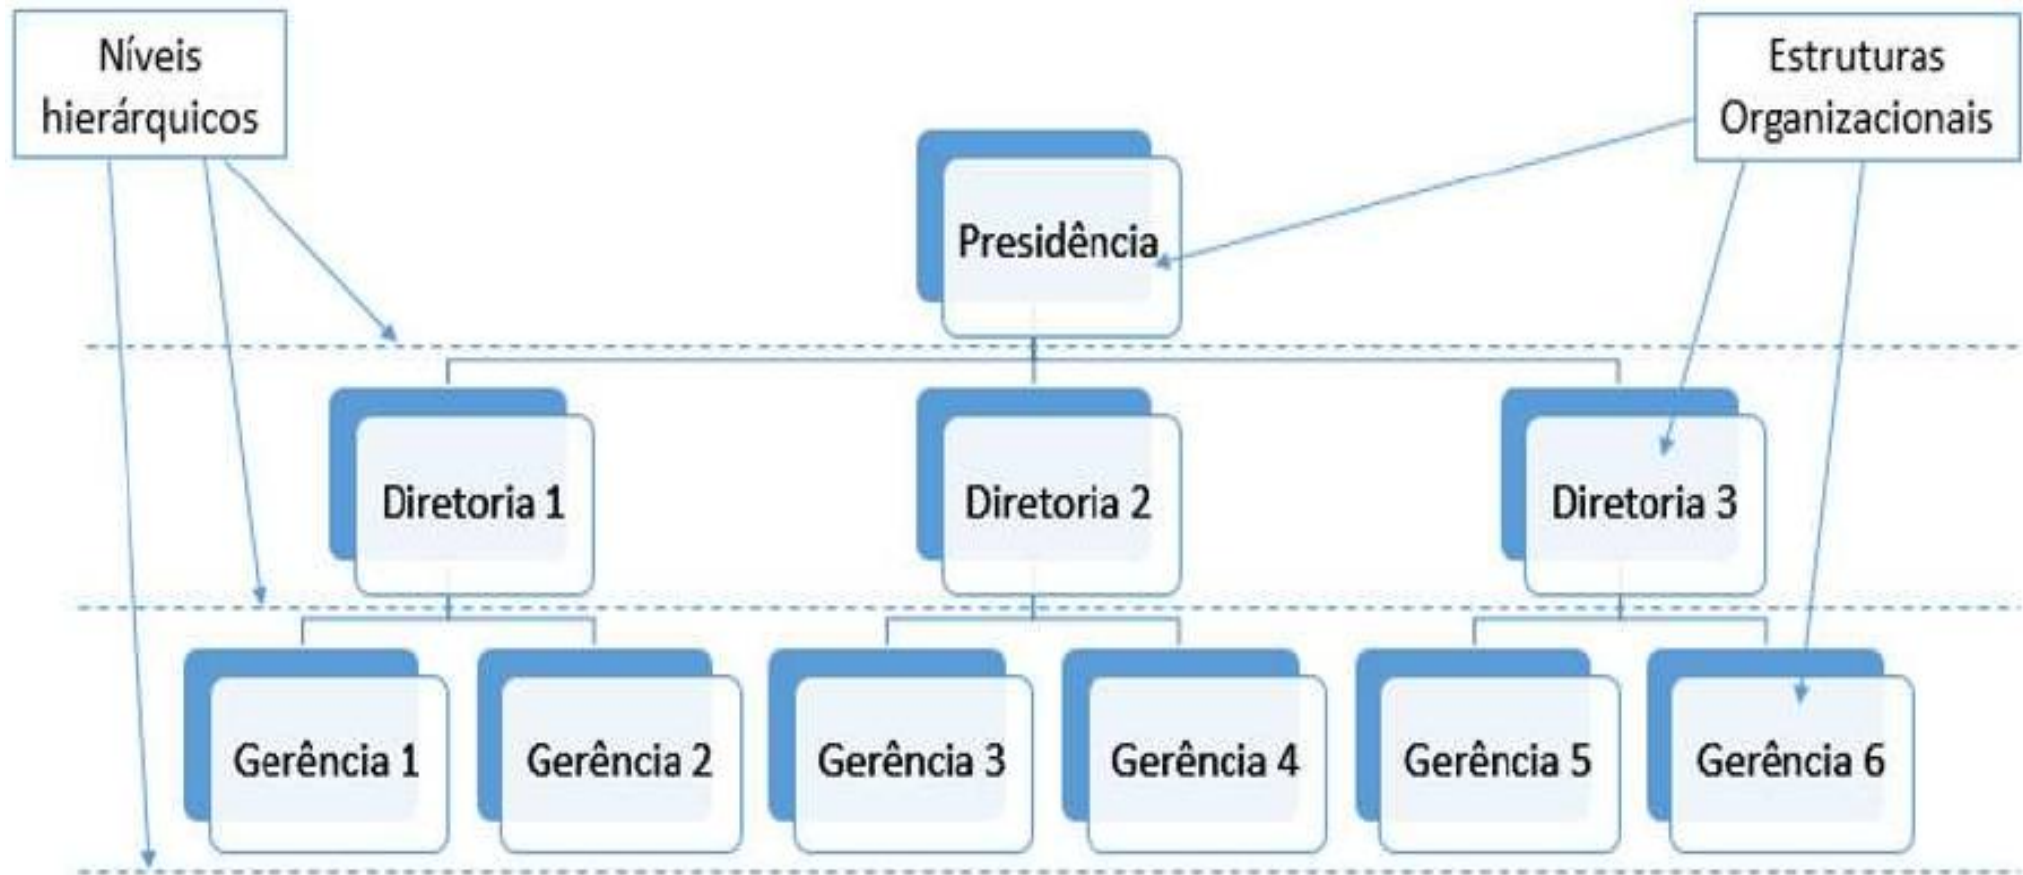 Níveis
hierárquicos
Estruturas
Organizacionais
Presidência
Diretoria 1
Diretoria 2
Diretoria 3
Gerência 1
Gerência 2
Gerência 3
Gerência 4
Gerência 5
Gerência 6